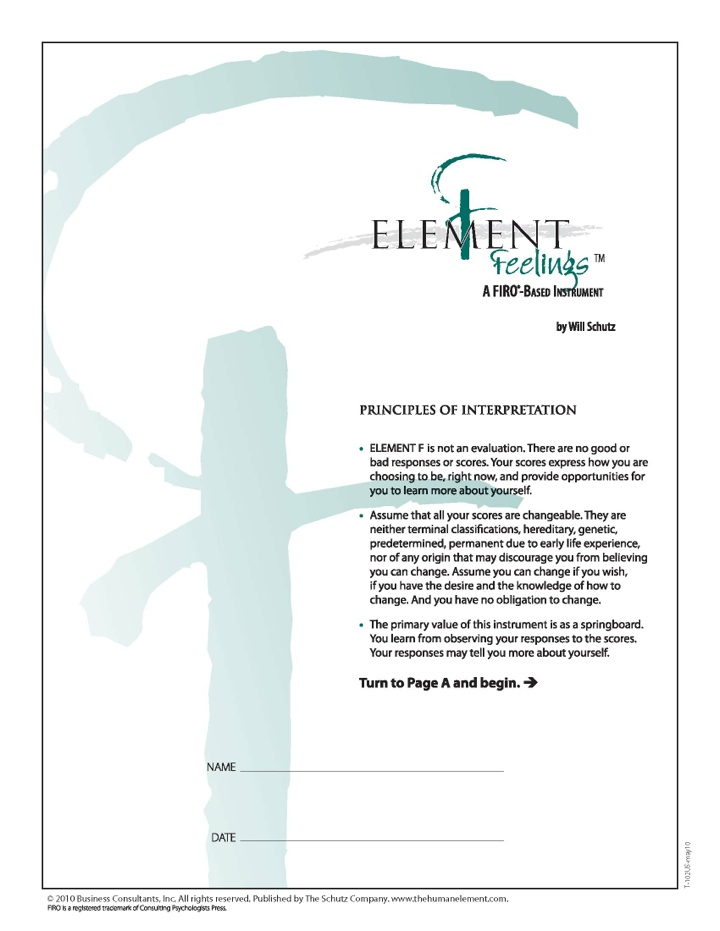 ELEMENT
Feelings™
A FIRO®-BASED INSTRUMENT
by Will Schutz
PRINCIPLES OF INTERPRETATION
• ELEMENT F is not an evaluation. There are no good or
bad responses or scores. Your scores express how you are
choosing to be, right now, and provide opportunities for
you to learn more about yourself.
• Assume that all your scores are changeable. They are
neither terminal classifications, hereditary, genetic,
predetermined, permanent due to early life experience,
nor of any origin that may discourage you from believing
you can change. Assume you can change if you wish,
if you have the desire and the knowledge of how to
change. And you have no obligation to change.
• The primary value of this instrument is as a springboard.
You learn from observing your responses to the scores.
Your responses may tell you more about yourself.
Turn to Page A and begin. ➔
NAME
DATE
T-102US-may10
© 2010 Business Consultants, Inc. All rights reserved. Published by The Schutz Company. www.thehumanelement.com.
FIRO is a registered trademark of Consulting Psychologists Press.